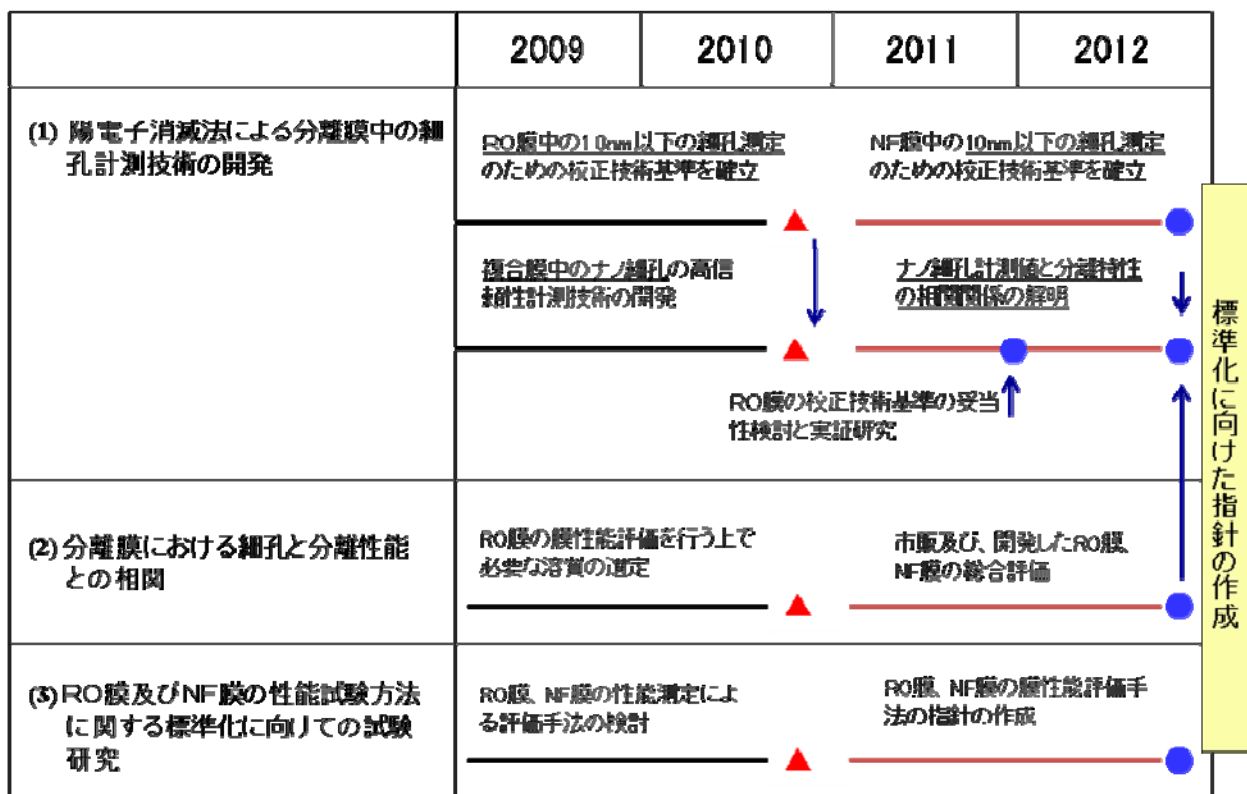 2009
2010
2011
2012
(1) 陽電子消滅法による分離膜中の細
孔計測技術の開発
RO膜中の10nm以下の細孔測定
のための校正技術基準を確立
NF膜中の10nm以下の細孔測定
のための校正技術基準を確立
複合膜中のナノ細孔の高信
頼性計測技術の開発
ナノ細孔計測値と分離特性
の相関関係の解明
RO膜の校正技術基準の妥当
性検討と実証研究
(2) 分離膜における細孔と分離性能
との相関
RO膜の膜性能評価を行う上で
必要な溶質の選定
市販及び、開発したRO膜、
NF膜の総合評価
(3) RO膜及びNF膜の性能試験方法
に関する標準化に向けての試験
研究
RO膜、NF膜の性能測定によ
る評価手法の検討
RO膜、NF膜の膜性能評価手
法の指針の作成
標準化に向けた指針の作成